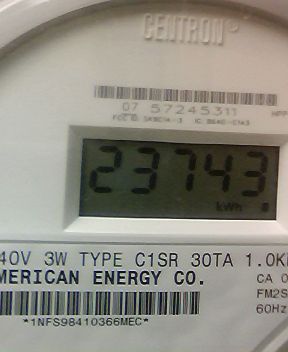 CENTRON®
07 57245311
23743
kWh
40V 3W TYPE C1SR 30TA 1.0K
MERICAN ENERGY CO.
CA 0
FM2S
60Hz
*1NFS98410366MEC*